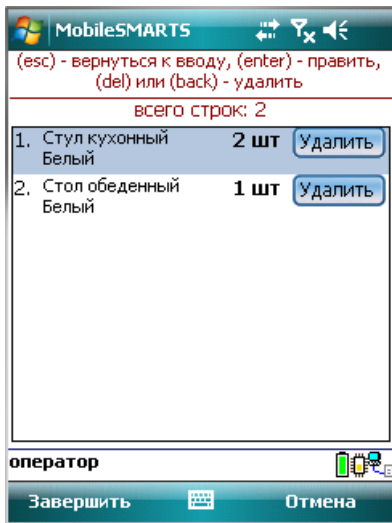 MobileSMARTS
(esc) - вернуться к вводу, (enter) - править,
(del) или (back) - удалить
всего строк: 2
1. Стул кухонный 2 шт Удалить
Белый
2. Стол обеденный 1 шт Удалить
Белый
оператор
Завершить Отмена